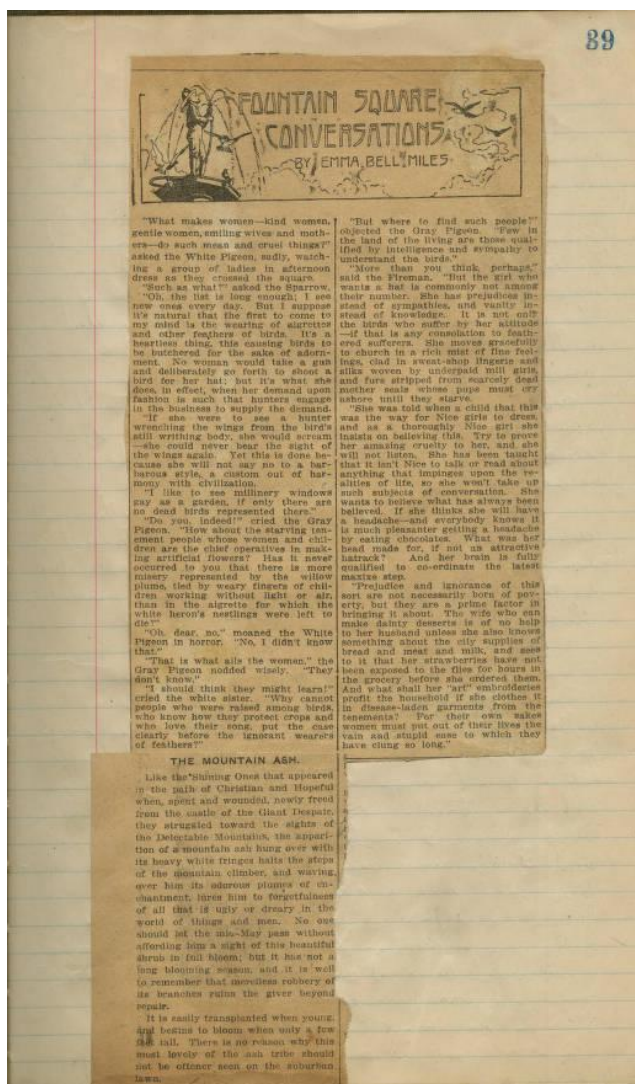 89
FOUNTAIN SQUARE
CONVERSATIONS
BY EMMA BELL MILES
"What makes women—kind women,
gentle women, smiling wives and moth-
ers—do such mean and cruel things?"
asked the White Pigeon, sadly, watch-
ing a group of ladies in afternoon
dress as they crossed the square.
"Such as what?" asked the Sparrow.
"Oh, the list is long enough; I see
new ones every day. But I suppose
it's natural that the first to come to
my mind is the wearing of aigrettes
and other feathers of birds. It's a
heartless thing, this causing birds to
be butchered for the sake of adorn-
ment. No woman would take a gun
and deliberately go forth to shoot a
bird for her hat; but it's what she
does, in effect, when her demand upon
fashion is such that hunters engage
in the business to supply the demand.
"If she were to see a hunter
wrenching the wings from the bird's
still writhing body, she would scream
—she could never bear the sight of
the wings again. Yet this is done be-
cause she will not say no to a bar-
barous style, a custom out of har-
mony with civilization.
"I like to see millinery windows
gay as a garden, if only there are
no dead birds represented there."
"Do you, indeed!" cried the Gray
Pigeon. "How about the starving ten-
ement people whose women and chil-
dren are the chief operatives in mak-
ing artificial flowers? Has it never
occurred to you that there is more
misery represented by the willow
plume, tied by weary fingers of chil-
dren working without light or air,
than in the aigrette for which the
white heron's nestlings were left to
die?"
"Oh, dear, no," moaned the White
Pigeon in horror. "No, I didn't know
that."
"That is what ails the women," the
Gray Pigeon nodded wisely. "They
don't know."
"I should think they might learn!"
cried the white sister. "Why cannot
people who were raised among birds,
who know how they protect crops and
who love their song, put the case
clearly before the ignorant wearers
of feathers?"
"But where to find such people?"
objected the Gray Pigeon. "Few in
the land of the living are those qual-
ified by intelligence and sympathy to
understand the birds."
"More than you think, perhaps,"
said the Fireman. "But the girl who
wants a hat is commonly not among
their number. She has prejudices in-
stead of sympathies, and vanity in-
stead of knowledge. It is not only
the birds who suffer by her attitude
—if that is any consolation to feath-
ered sufferers. She moves gracefully
to church in a rich mist of fine feel-
ings, clad in sweat-shop lingerie and
silks woven by underpaid mill girls,
and furs stripped from scarcely dead
mother seals whose pups must cry
ashore until they starve.
"She was told when a child that this
was the way for Nice girls to dress,
and as a thoroughly Nice girl she
insists on believing this. Try to prove
her amazing cruelty to her, and she
will not listen. She has been taught
that it isn't Nice to talk or read about
anything that impinges upon the re-
alities of life, so she won't take up
such subjects of conversation. She
wants to believe what has always been
believed. If she thinks she will have
a headache—and everybody knows it
is much pleasanter getting a headache
by eating chocolates. What was her
head made for, if not an attractive
hatrack? And her brain is fully
qualified to co-ordinate the latest
maxixe step.
"Prejudice and ignorance of this
sort are not necessarily born of pov-
erty, but they are a prime factor in
bringing it about. The wife who can
make dainty desserts is of no help
to her husband unless she also knows
something about the city supplies of
bread and meat and milk, and sees
to it that her strawberries have not
been exposed to the flies for hours in
the grocery before she ordered them.
And what shall her "art" embroideries
profit the household if she clothes it
in disease-laden garments from the
tenements? For their own sakes
women must put out of their lives the
vain and stupid ease to which they
have clung so long."
THE MOUNTAIN ASH.
Like the Shining Ones that appeared
in the path of Christian and Hopeful
when, spent and wounded, newly freed
from the castle of the Giant Despair,
they struggled toward the sights of
the Delectable Mountains, the appari-
tion of a mountain ash hung over with
its heavy white fringes halts the steps
of the mountain climber, and waving
over him its odorous plumes of en-
chantment, lures him to forgetfulness
of all that is ugly or dreary in the
world of things and men. No one
should let the mid-May pass without
affording him a sight of this beautiful
shrub in full bloom; but it has not a
long blooming season, and it is well
to remember that merciless robbery of
its branches ruins the giver beyond
repair.
It is easily transplanted when young,
and begins to bloom when only a few
feet tall. There is no reason why this
most lovely of the ash tribe should
not be oftener seen on the suburban
lawn.